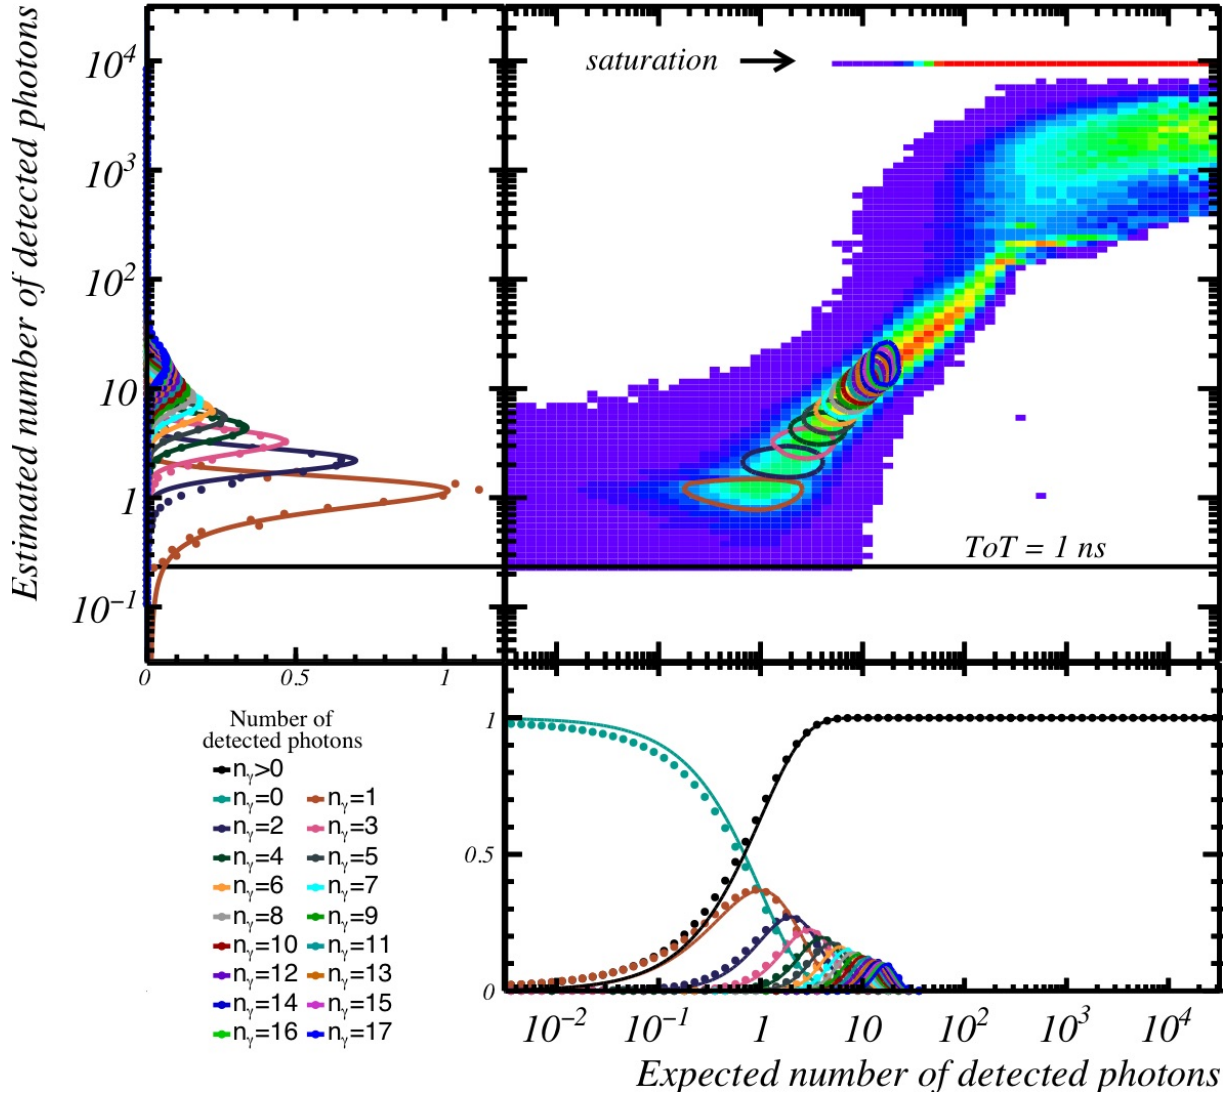 Estimated number of detected photons
10⁴
10³
10²
10
1
10⁻¹
0 0.5 1
saturation
ToT = 1 ns
Number of
detected photons
nγ>0
nγ=0 nγ=1
nγ=2 nγ=3
nγ=4 nγ=5
nγ=6 nγ=7
nγ=8 nγ=9
nγ=10 nγ=11
nγ=12 nγ=13
nγ=14 nγ=15
nγ=16 nγ=17
1
0.5
0
10⁻² 10⁻¹ 1 10 10² 10³ 10⁴
Expected number of detected photons